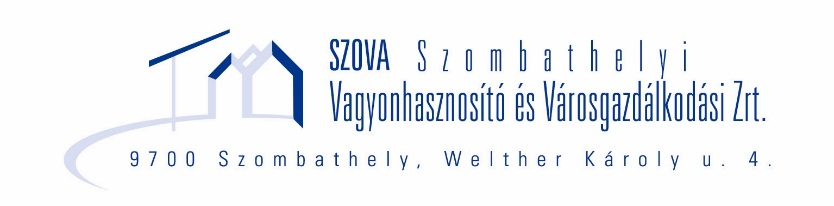 SZOVA Szombathelyi
Vagyonhasznosító és Városgazdálkodási Zrt.
9700 Szombathely, Welther Károly u. 4.